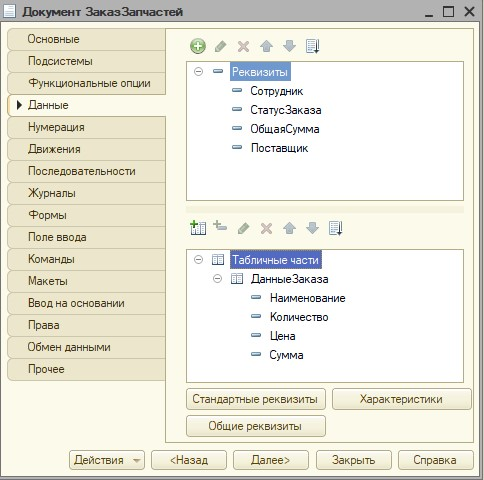 Документ ЗаказЗапчастей
Основные
Подсистемы
Функциональные опции
Данные
Нумерация
Движения
Последовательности
Журналы
Формы
Поле ввода
Команды
Макеты
Ввод на основании
Права
Обмен данными
Прочее
Реквизиты
Сотрудник
СтатусЗаказа
ОбщаяСумма
Поставщик
Табличные части
ДанныеЗаказа
Наименование
Количество
Цена
Сумма
Стандартные реквизиты
Характеристики
Общие реквизиты
Действия
<Назад
Далее>
Закрыть
Справка